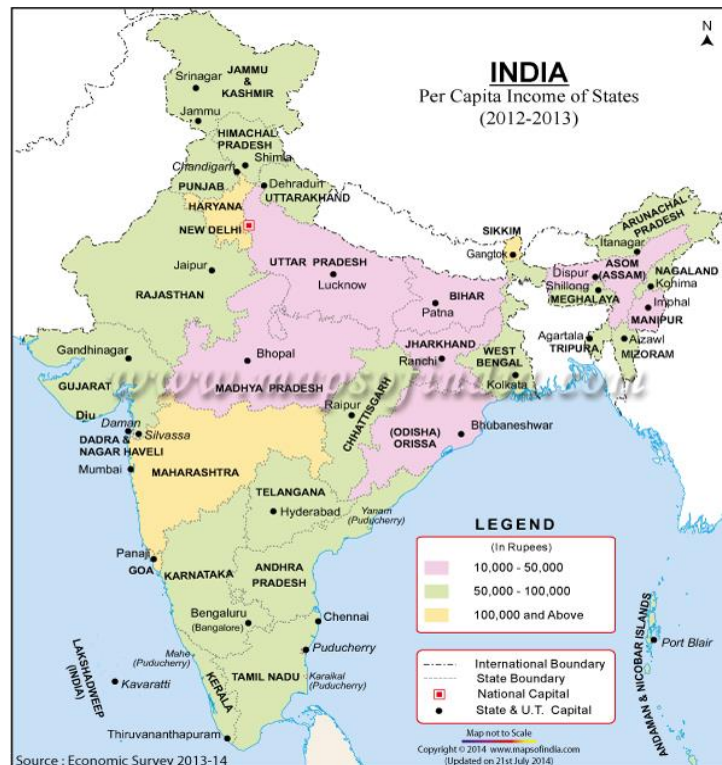 N
INDIA
Per Capita Income of States
(2012-2013)
JAMMU
&
KASHMIR
Srinagar
Jammu
HIMACHAL
PRADESH
Shimla
Chandigarh
PUNJAB
Dehradun
UTTARAKHAND
HARYANA
NEW DELHI
SIKKIM
Gangtok
ARUNACHAL
PRADESH
Itanagar
UTTAR PRADESH
Lucknow
Jaipur
RAJASTHAN
BIHAR
Patna
Dispur
ASOM
(ASSAM)
NAGALAND
Kohima
Shillong
MEGHALAYA
Imphal
MANIPUR
Gandhinagar
GUJARAT
Bhopal
MADHYA PRADESH
JHARKHAND
Ranchi
WEST
BENGAL
Kolkata
Agartala
TRIPURA
Aizawl
MIZORAM
www.mapsofindia.com
Diu
Daman
Silvassa
DADRA &
NAGAR HAVELI
Mumbai
MAHARASHTRA
Raipur
CHHATTISGARH
(ODISHA)
ORISSA
Bhubaneshwar
TELANGANA
Hyderabad
Yanam
(Puducherry)
Panaji
GOA
KARNATAKA
ANDHRA
PRADESH
Bengaluru
(Bangalore)
Chennai
Mahe
(Puducherry)
Puducherry
TAMIL NADU
Karaikal
(Puducherry)
KERALA
LAKSHADWEEP
(INDIA)
Kavaratti
Thiruvananthapuram
ANDAMAN & NICOBAR ISLANDS
Port Blair
LEGEND
(In Rupees)
10,000 - 50,000
50,000 - 100,000
100,000 and Above
International Boundary
State Boundary
National Capital
State & U.T. Capital
Map not to Scale
Copyright © 2014 www.mapsofindia.com
(Updated on 21st July 2014)
Source : Economic Survey 2013-14